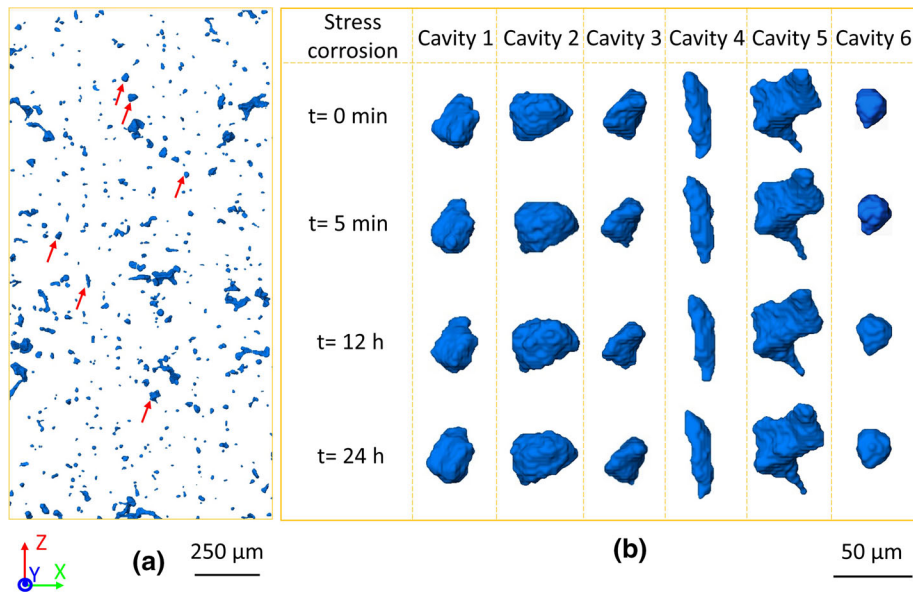 Stress corrosion Cavity 1 Cavity 2 Cavity 3 Cavity 4 Cavity 5 Cavity 6
t= 0 min
t= 5 min
t= 12 h
t= 24 h
Z
Y
X
(a)
250 µm
(b)
50 µm